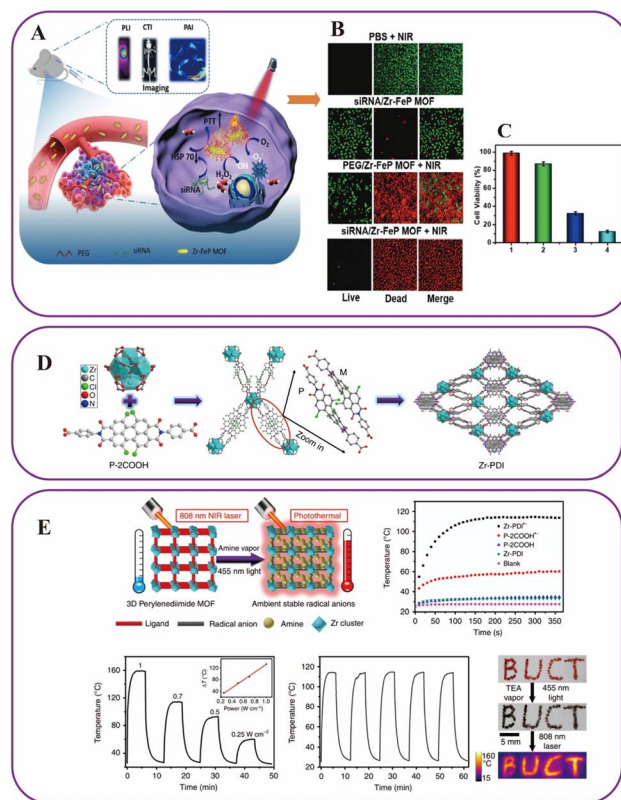 A
PLI
CTI
PAI
Imaging
PTT
HSP 70
siRNA
O₂
OH
H₂O₂
PEG
siRNA
Zr-FeP MOF
B
PBS + NIR
siRNA/Zr-FeP MOF
PEG/Zr-FeP MOF + NIR
siRNA/Zr-FeP MOF + NIR
Live Dead Merge
C
Cell Viability (%)
100
80
60
40
20
0
1 2 3 4
D
Zr
C
Cl
O
N
P-2COOH
P
M
Zoom in
Zr-PDI
E
808 nm NIR laser
Photothermal
Amine vapor
455 nm light
3D Perylenediimide MOF
Ambient stable radical anions
Ligand Radical anion Amine Zr cluster
Temperature (°C)
140
120
100
80
60
40
20
Zr-PDI•⁻
P-2COOH•⁻
P-2COOH
Zr-PDI
Blank
0 50 100 150 200 250 300 350
Time (s)
Temperature (°C)
160
120
80
40
1
0.7
0.5
0.25 W cm⁻²
ΔT (°C)
Power (W cm⁻²)
0 10 20 30 40 50
Time (min)
Temperature (°C)
120
100
80
60
40
20
0 10 20 30 40 50 60
Time (min)
BUCT
TEA vapor
455 nm light
BUCT
5 mm
808 nm laser
160
°C
15
BUCT